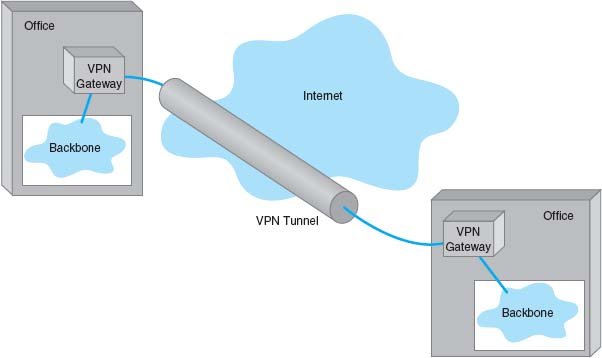 Office
VPN
Gateway
Backbone
Internet
VPN Tunnel
Office
VPN
Gateway
Backbone